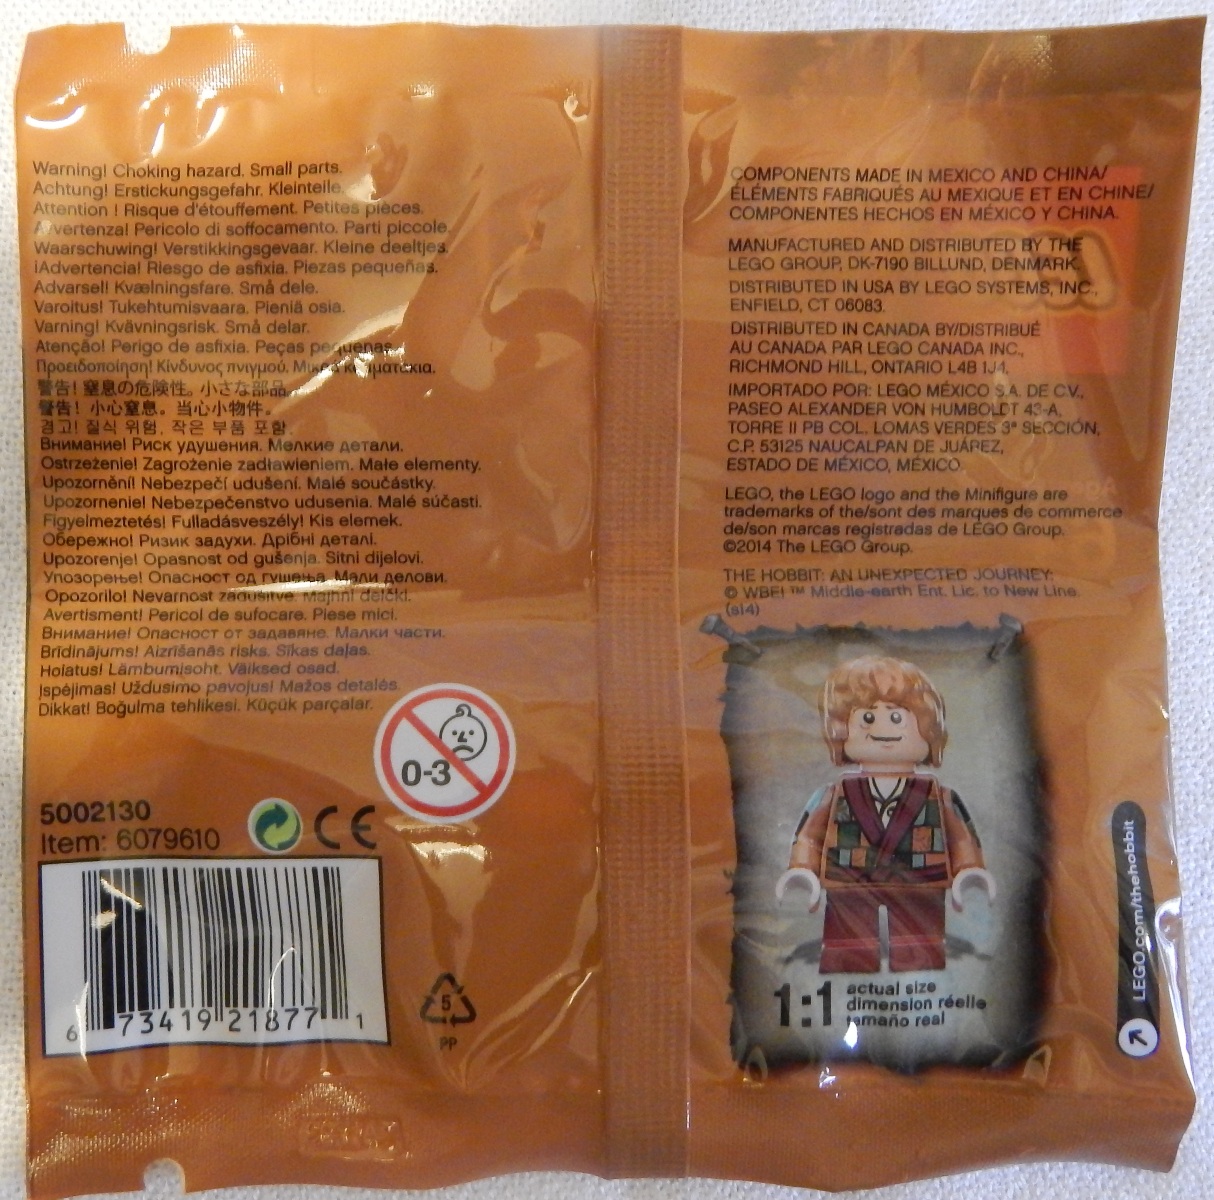 Warning! Choking hazard. Small parts.
Achtung! Erstickungsgefahr. Kleinteile.
Attention ! Risque d'étouffement. Petites pièces.
Avvertenza! Pericolo di soffocamento. Parti piccole.
Waarschuwing! Verstikkingsgevaar. Kleine deeltjes.
¡Advertencia! Riesgo de asfixia. Piezas pequeñas.
Advarsel! Kvælningsfare. Små dele.
Varoitus! Tukehtumisvaara. Pieniä osia.
Varning! Kvävningsrisk. Små delar.
Atenção! Perigo de asfixia. Peças pequenas.
Προειδοποίηση! Κίνδυνος πνιγμού. Μικρά κομματάκια.
警告! 窒息の危険性。小さな部品。
警告! 小心窒息。当心小物件。
경고! 질식 위험. 작은 부품 포함.
Внимание! Риск удушения. Мелкие детали.
Ostrzeżenie! Zagrożenie zadławieniem. Małe elementy.
Upozornění! Nebezpečí udušení. Malé součástky.
Upozornenie! Nebezpečenstvo udusenia. Malé súčasti.
Figyelmeztetés! Fulladásveszély! Kis elemek.
Обережно! Ризик задухи. Дрібні деталі.
Upozorenje! Opasnost od gušenja. Sitni dijelovi.
Упозорење! Опасност од гушења. Мали делови.
Opozorilo! Nevarnost zadušitve. Majhni delčki.
Avertisment! Pericol de sufocare. Piese mici.
Внимание! Опасност от задавяне. Малки части.
Brīdinājums! Aizrīšanās risks. Sīkas daļas.
Hoiatus! Lämbumisoht. Väiksed osad.
Įspėjimas! Uždusimo pavojus! Mažos detalės.
Dikkat! Boğulma tehlikesi. Küçük parçalar.
0-3
5002130
Item: 6079610
CE
6 73419 21877 1
5
PP
COMPONENTS MADE IN MEXICO AND CHINA/
ÉLÉMENTS FABRIQUÉS AU MEXIQUE ET EN CHINE/
COMPONENTES HECHOS EN MÉXICO Y CHINA.
MANUFACTURED AND DISTRIBUTED BY THE
LEGO GROUP, DK-7190 BILLUND, DENMARK.
DISTRIBUTED IN USA BY LEGO SYSTEMS, INC.,
ENFIELD, CT 06083.
DISTRIBUTED IN CANADA BY/DISTRIBUÉ
AU CANADA PAR LEGO CANADA INC.,
RICHMOND HILL, ONTARIO L4B 1J4.
IMPORTADO POR: LEGO MÉXICO S.A. DE C.V.,
PASEO ALEXANDER VON HUMBOLDT 43-A,
TORRE II PB COL. LOMAS VERDES 3ª SECCIÓN,
C.P. 53125 NAUCALPAN DE JUÁREZ,
ESTADO DE MÉXICO, MÉXICO.
LEGO, the LEGO logo and the Minifigure are
trademarks of the/sont des marques de commerce
de/son marcas registradas de LEGO Group.
©2014 The LEGO Group.
THE HOBBIT: AN UNEXPECTED JOURNEY:
© WBEI ™ Middle-earth Ent. Lic. to New Line.
(s14)
1:1 actual size
dimension réelle
tamaño real
LEGO.com/thehobbit